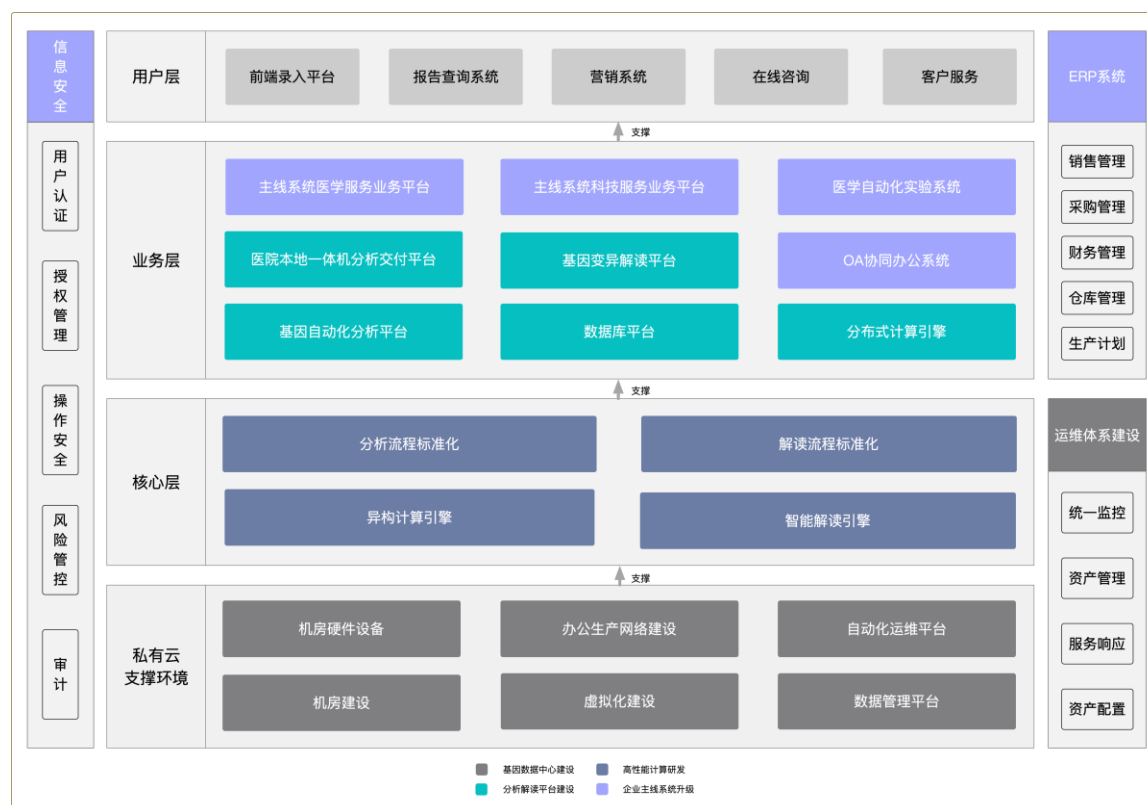 信息安全
用户认证
授权管理
操作安全
风险管控
审计
用户层
前端录入平台
报告查询系统
营销系统
在线咨询
客户服务
支撑
业务层
主线系统医学服务业务平台
主线系统科技服务业务平台
医学自动化实验系统
医院本地一体机分析交付平台
基因变异解读平台
OA协同办公系统
基因自动化分析平台
数据库平台
分布式计算引擎
支撑
核心层
分析流程标准化
解读流程标准化
异构计算引擎
智能解读引擎
支撑
私有云
支撑环境
机房硬件设备
办公生产网络建设
自动化运维平台
机房建设
虚拟化建设
数据管理平台
ERP系统
销售管理
采购管理
财务管理
仓库管理
生产计划
运维体系建设
统一监控
资产管理
服务响应
资产配置
基因数据中心建设
高性能计算研发
分析解读平台建设
企业主线系统升级